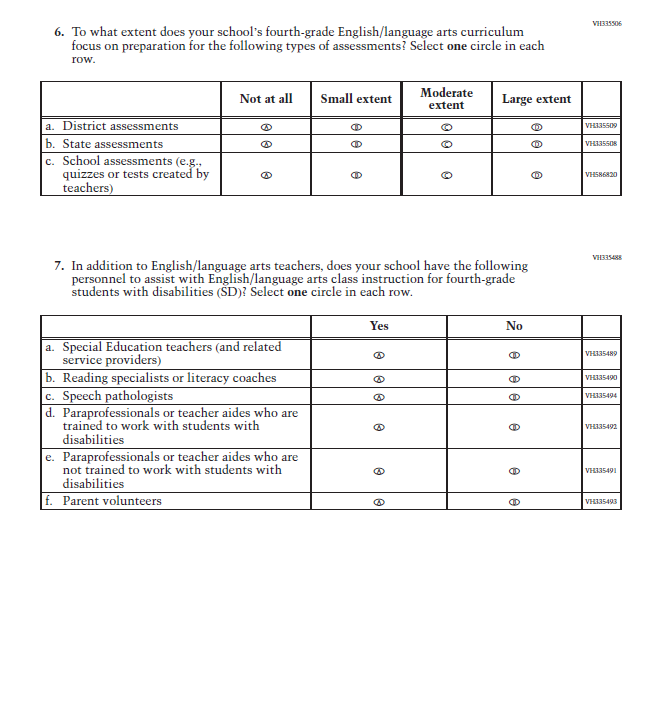 VH335506
6. To what extent does your school's fourth-grade English/language arts curriculum
focus on preparation for the following types of assessments? Select one circle in each
row.
Not at all Small extent Moderate extent Large extent
a. District assessments Ⓐ Ⓑ Ⓒ Ⓓ VH335509
b. State assessments Ⓐ Ⓑ Ⓒ Ⓓ VH335508
c. School assessments (e.g.,
quizzes or tests created by
teachers) Ⓐ Ⓑ Ⓒ Ⓓ VH586820
VH335488
7. In addition to English/language arts teachers, does your school have the following
personnel to assist with English/language arts class instruction for fourth-grade
students with disabilities (SD)? Select one circle in each row.
Yes No
a. Special Education teachers (and related
service providers) Ⓐ Ⓑ VH335489
b. Reading specialists or literacy coaches Ⓐ Ⓑ VH335490
c. Speech pathologists Ⓐ Ⓑ VH335494
d. Paraprofessionals or teacher aides who are
trained to work with students with
disabilities Ⓐ Ⓑ VH335492
e. Paraprofessionals or teacher aides who are
not trained to work with students with
disabilities Ⓐ Ⓑ VH335491
f. Parent volunteers Ⓐ Ⓑ VH335493